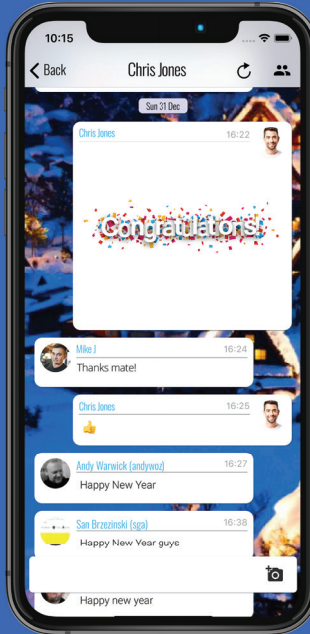 10:15
Back
Chris Jones
Sun 31 Dec
Chris Jones
16:22
Congratulations!
Mike J
16:24
Thanks mate!
Chris Jones
16:25
Andy Warwick (andywoz)
16:27
Happy New Year
San Brzezinski (sga)
16:38
Happy New Year guys
Happy new year